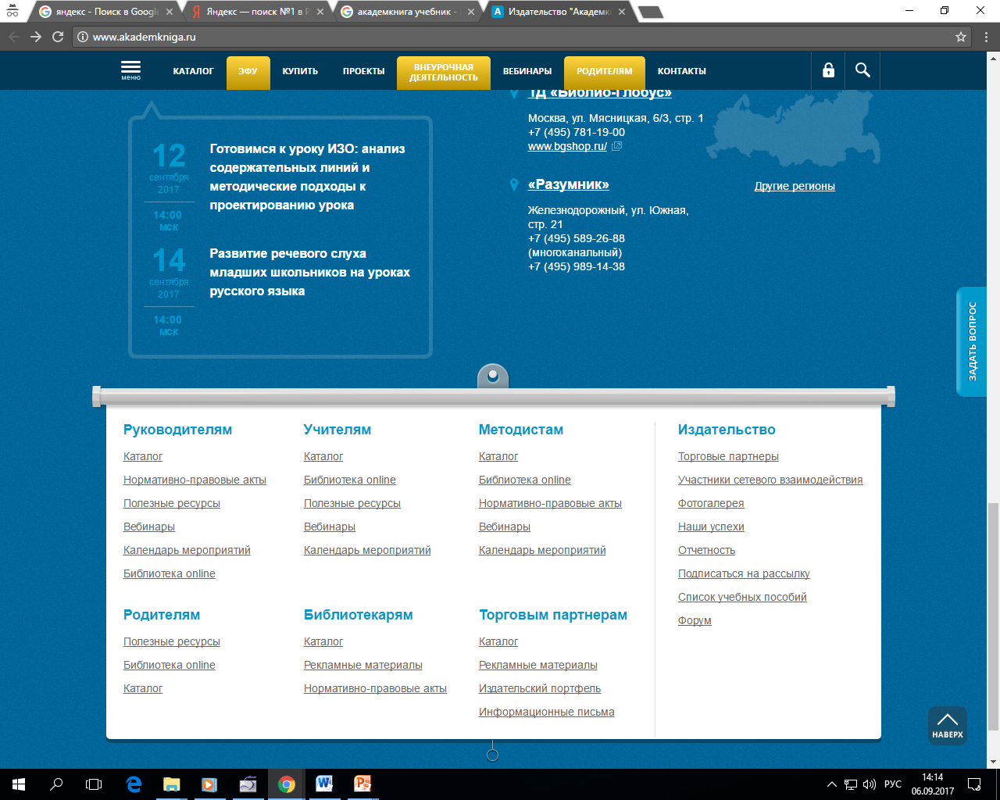 яндекс - Поиск в Google
Яндекс — поиск №1 в Р
академкнига учебник -
Издательство "Академк
www.akademkniga.ru
меню
КАТАЛОГ
ЭФУ
КУПИТЬ
ПРОЕКТЫ
ВНЕУРОЧНАЯ
ДЕЯТЕЛЬНОСТЬ
ВЕБИНАРЫ
РОДИТЕЛЯМ
КОНТАКТЫ
12
сентября
2017
14:00
МСК
Готовимся к уроку ИЗО: анализ
содержательных линий и
методические подходы к
проектированию урока
14
сентября
2017
14:00
МСК
Развитие речевого слуха
младших школьников на уроках
русского языка
ТД «Библио-Глобус»
Москва, ул. Мясницкая, 6/3, стр. 1
+7 (495) 781-19-00
www.bgshop.ru/
«Разумник»
Железнодорожный, ул. Южная,
стр. 21
+7 (495) 589-26-88
(многоканальный)
+7 (495) 989-14-38
Другие регионы
ЗАДАТЬ ВОПРОС
Руководителям
Каталог
Нормативно-правовые акты
Полезные ресурсы
Вебинары
Календарь мероприятий
Библиотека online
Учителям
Каталог
Библиотека online
Полезные ресурсы
Вебинары
Календарь мероприятий
Методистам
Каталог
Библиотека online
Нормативно-правовые акты
Вебинары
Календарь мероприятий
Издательство
Торговые партнеры
Участники сетевого взаимодействия
Фотогалерея
Наши успехи
Отчетность
Подписаться на рассылку
Список учебных пособий
Форум
Родителям
Полезные ресурсы
Библиотека online
Каталог
Библиотекарям
Каталог
Рекламные материалы
Нормативно-правовые акты
Торговым партнерам
Каталог
Рекламные материалы
Издательский портфель
Информационные письма
НАВЕРХ
РУС
14:14
06.09.2017